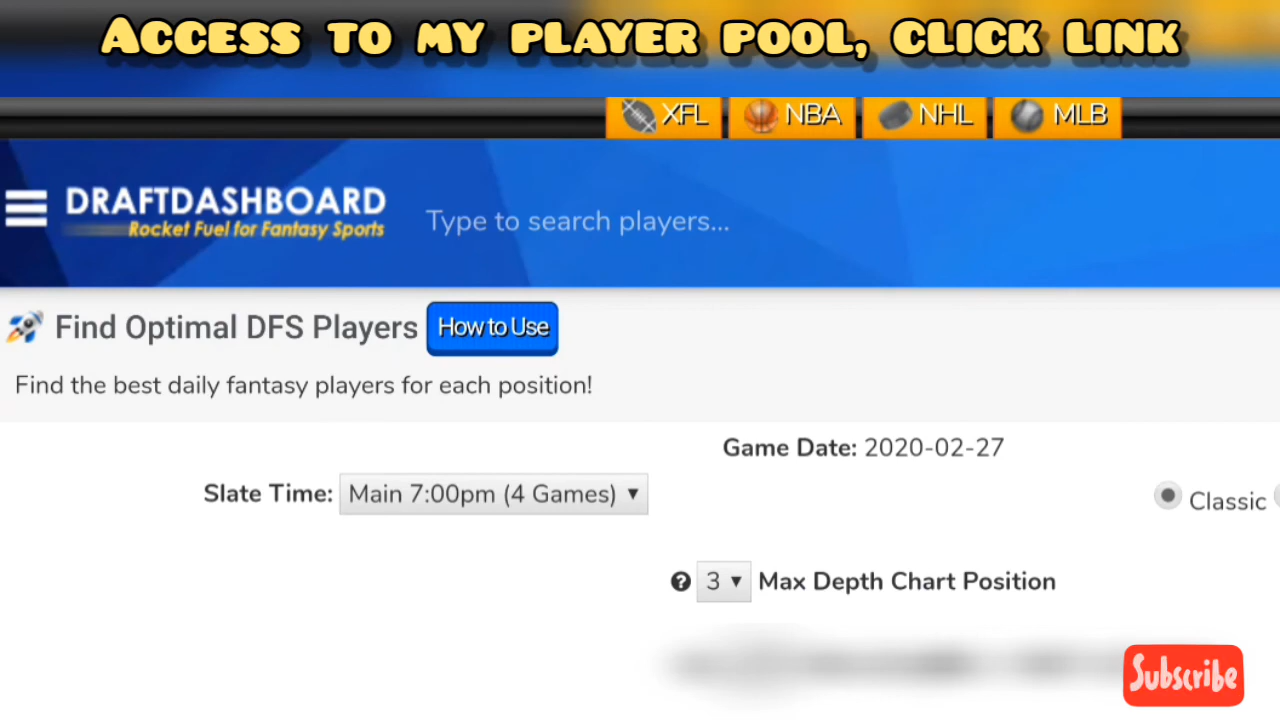 ACCESS TO MY PLAYER POOL, CLICK LINK
XFL NBA NHL MLB
DRAFTDASHBOARD
Rocket Fuel for Fantasy Sports
Type to search players...
Find Optimal DFS Players How to Use
Find the best daily fantasy players for each position!
Game Date: 2020-02-27
Slate Time: Main 7:00pm (4 Games) ▼
Classic
? 3 ▼ Max Depth Chart Position
Subscribe